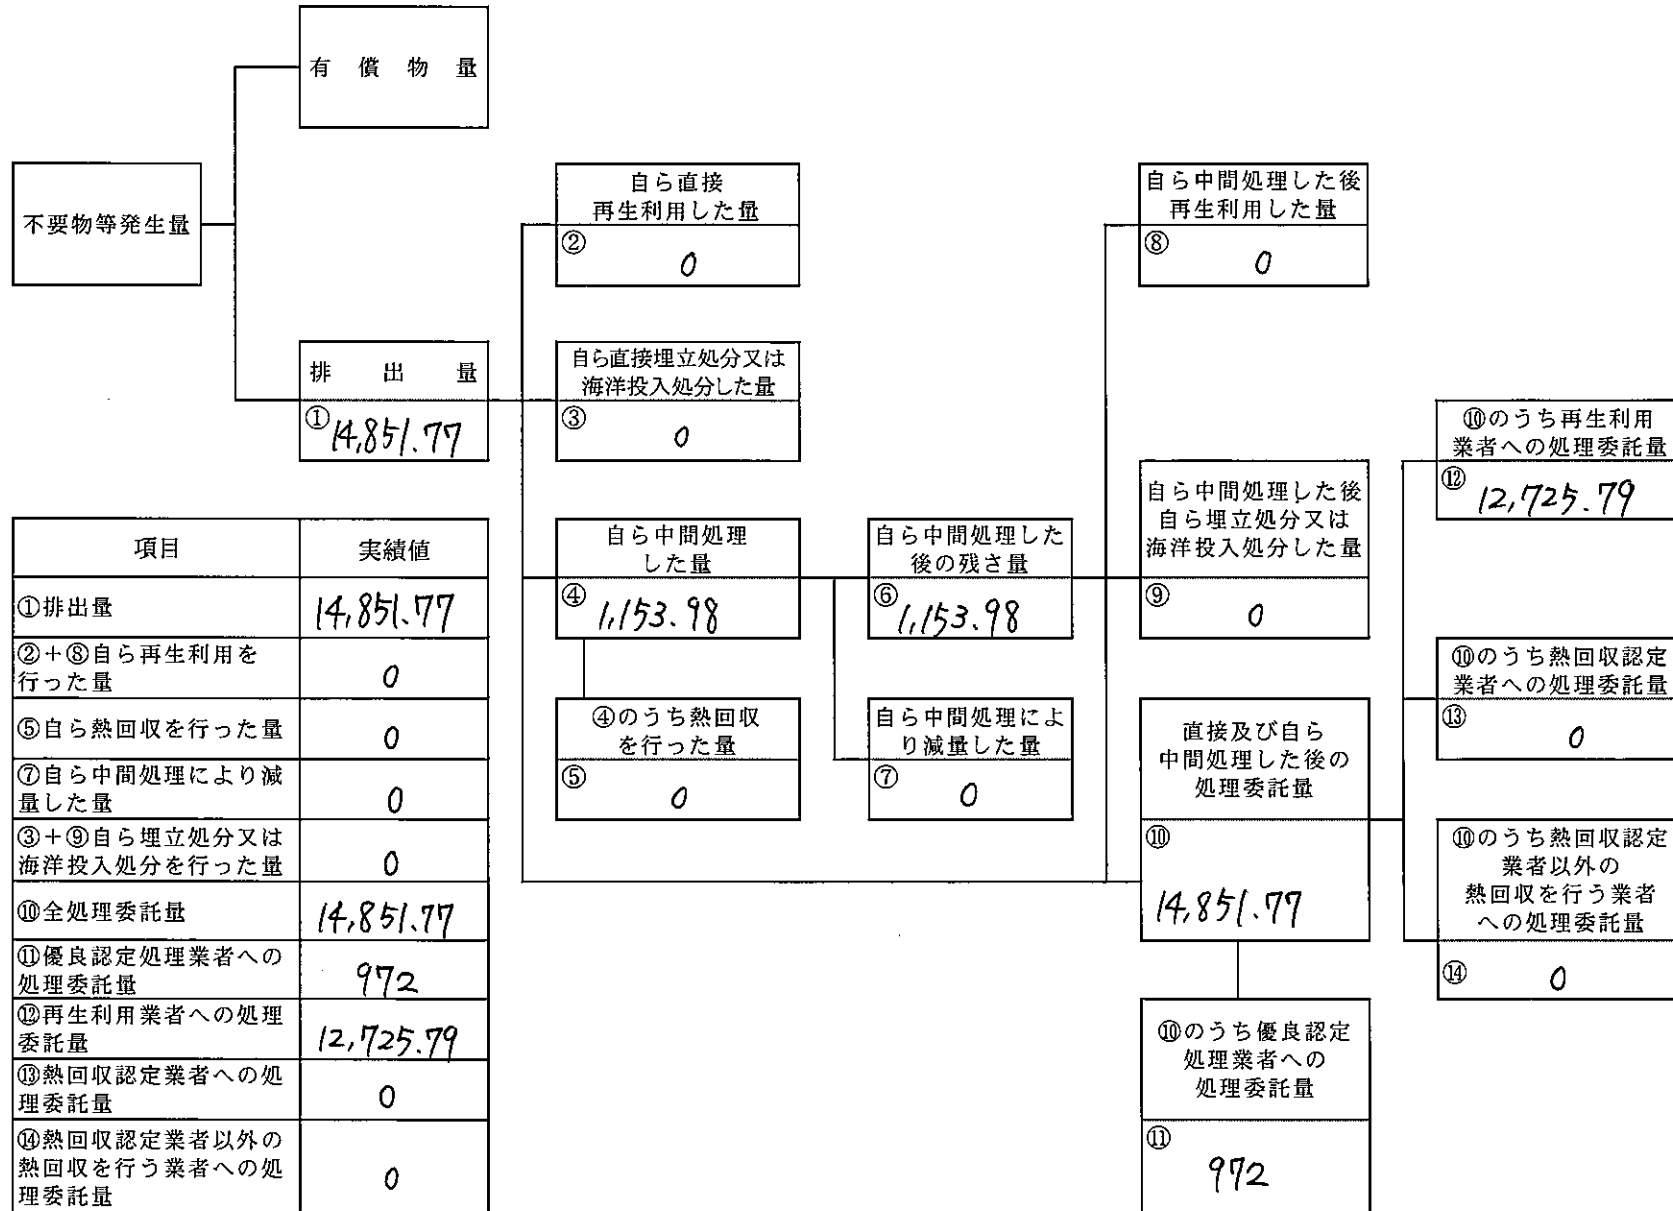 有償物量
不要物等発生量
排出量
①14,851.77
自ら直接
再生利用した量
②
0
自ら直接埋立処分又は
海洋投入処分した量
③
0
自ら中間処理
した量
④
1,153.98
④のうち熱回収
を行った量
⑤
0
自ら中間処理した
後の残さ量
⑥
1,153.98
自ら中間処理によ
り減量した量
⑦
0
自ら中間処理した後
再生利用した量
⑧
0
自ら中間処理した後
自ら埋立処分又は
海洋投入処分した量
⑨
0
直接及び自ら
中間処理した後の
処理委託量
⑩
14,851.77
⑩のうち優良認定
処理業者への
処理委託量
⑪
972
⑩のうち再生利用
業者への処理委託量
⑫
12,725.79
⑩のうち熱回収認定
業者への処理委託量
⑬
0
⑩のうち熱回収認定
業者以外の
熱回収を行う業者
への処理委託量
⑭
0
項目 実績値
①排出量 14,851.77
②+⑧自ら再生利用を
行った量 0
⑤自ら熱回収を行った量 0
⑦自ら中間処理により減
量した量 0
③+⑨自ら埋立処分又は
海洋投入処分を行った量 0
⑩全処理委託量 14,851.77
⑪優良認定処理業者への
処理委託量 972
⑫再生利用業者への処理
委託量 12,725.79
⑬熱回収認定業者への処
理委託量 0
⑭熱回収認定業者以外の
熱回収を行う業者への処
理委託量 0